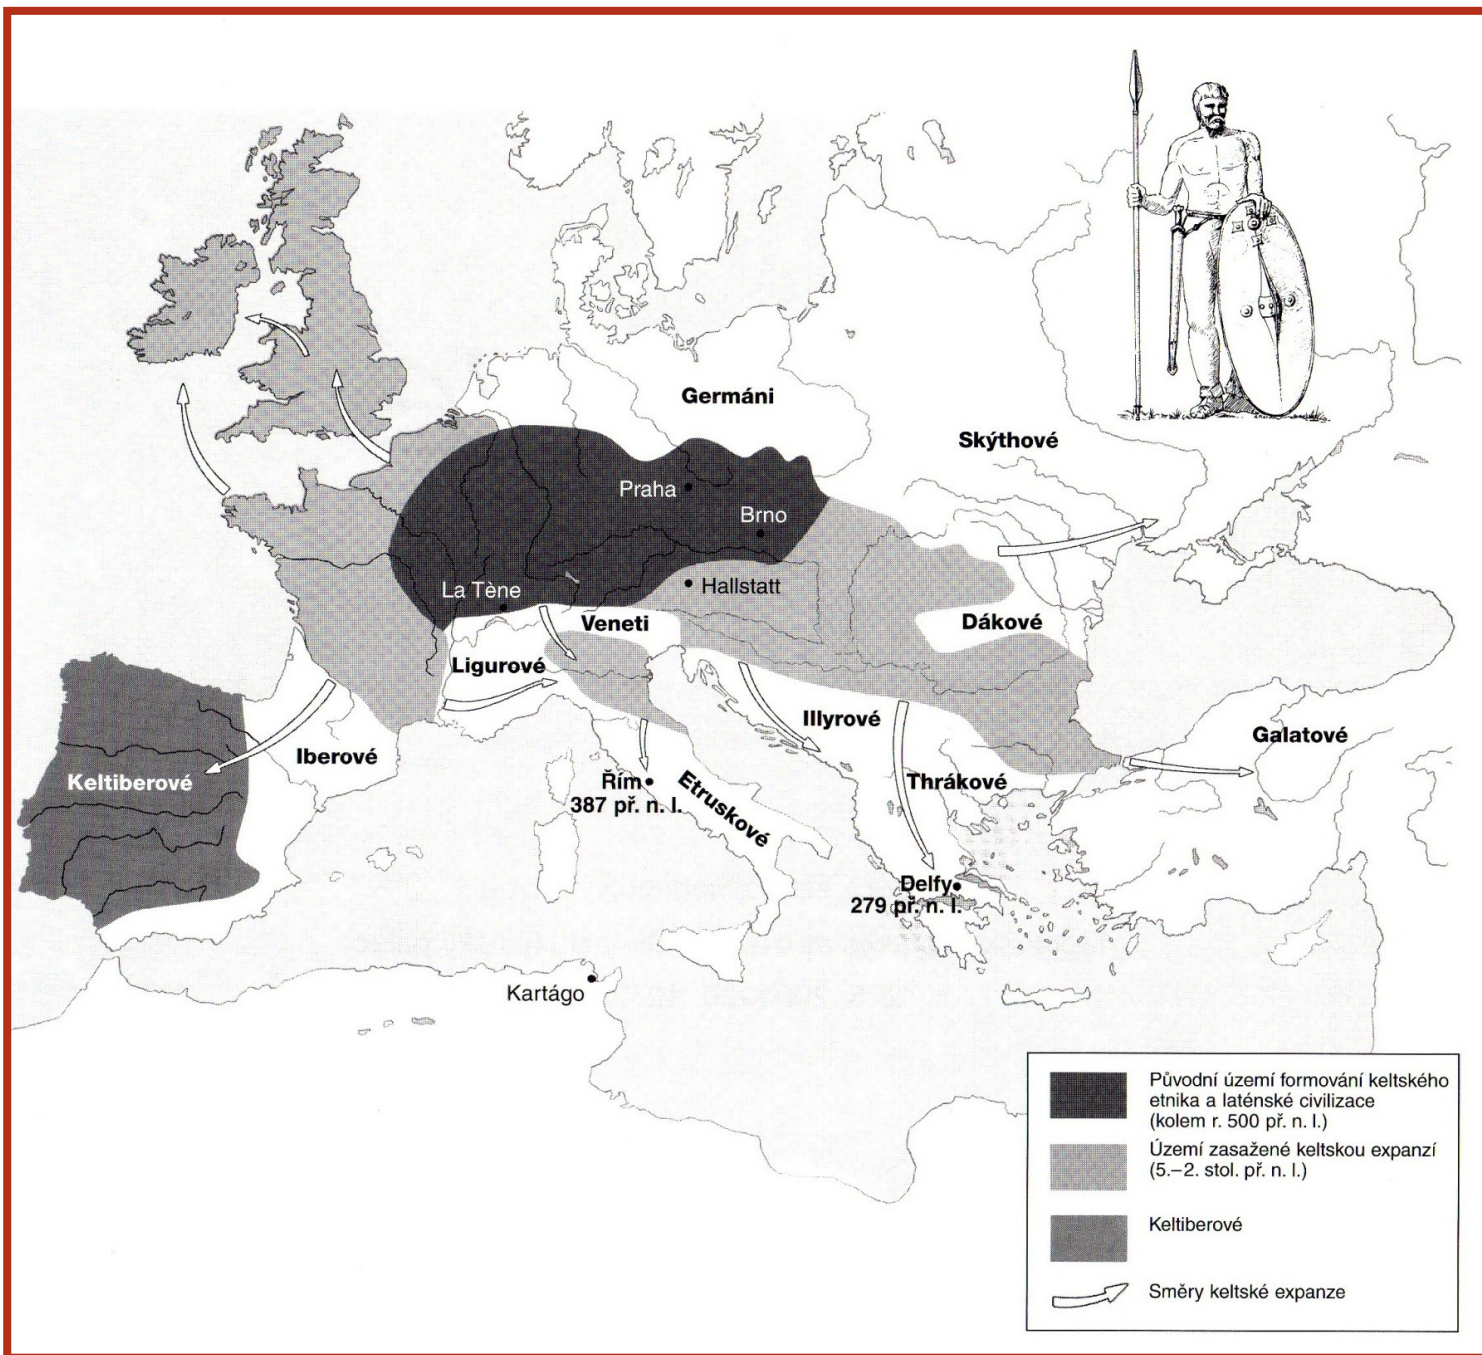 Germáni
Skýthové
Praha
Brno
La Tène
Hallstatt
Veneti
Dákové
Ligurové
Illyrové
Galatové
Iberové
Keltiberové
Thrákové
Řím
387 př. n. l.
Etruskové
Delfy
279 př. n. l.
Kartágo
Původní území formování keltského
etnika a laténské civilizace
(kolem r. 500 př. n. l.)
Území zasažené keltskou expanzí
(5.–2. stol. př. n. l.)
Keltiberové
Směry keltské expanze